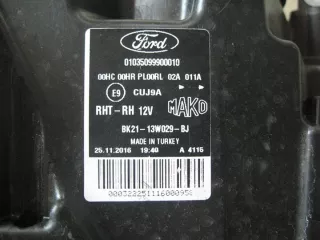 Ford
01035099900010
00HC 00HR PL00RL 02A 011A
E9 CUJ9A
RHT-RH 12V MAKO
BK21-13W029-BJ
MADE IN TURKEY
25.11.2016 19:40 A 4115